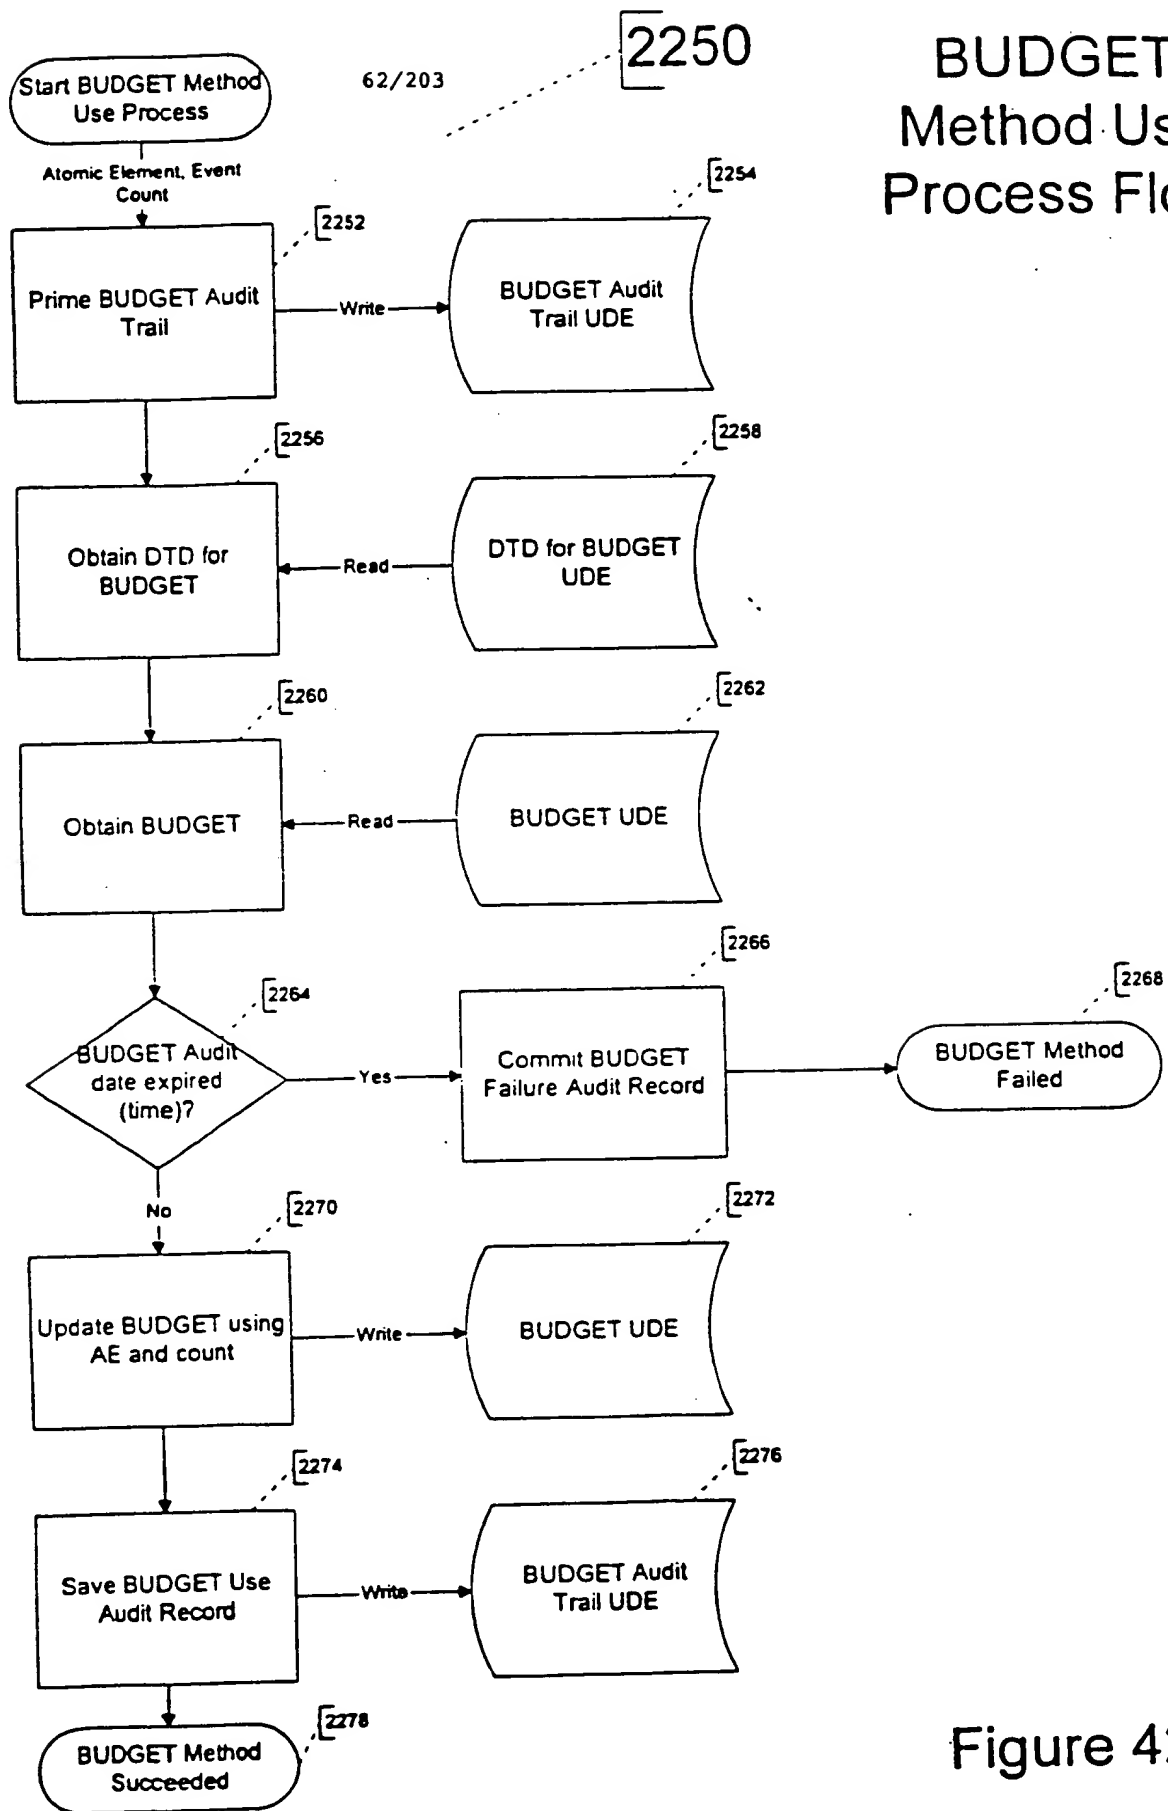 62/203
2250
BUDGET
Method Us
Process Flo
Start BUDGET Method
Use Process
Atomic Element, Event
Count
2252
2254
Prime BUDGET Audit
Trail
Write
BUDGET Audit
Trail UDE
2256
2258
Obtain DTD for
BUDGET
Read
DTD for BUDGET
UDE
2260
2262
Obtain BUDGET
Read
BUDGET UDE
2264
2266
2268
BUDGET Audit
date expired
(time)?
Yes
Commit BUDGET
Failure Audit Record
BUDGET Method
Failed
No
2270
2272
Update BUDGET using
AE and count
Write
BUDGET UDE
2274
2276
Save BUDGET Use
Audit Record
Write
BUDGET Audit
Trail UDE
2278
BUDGET Method
Succeeded
Figure 4